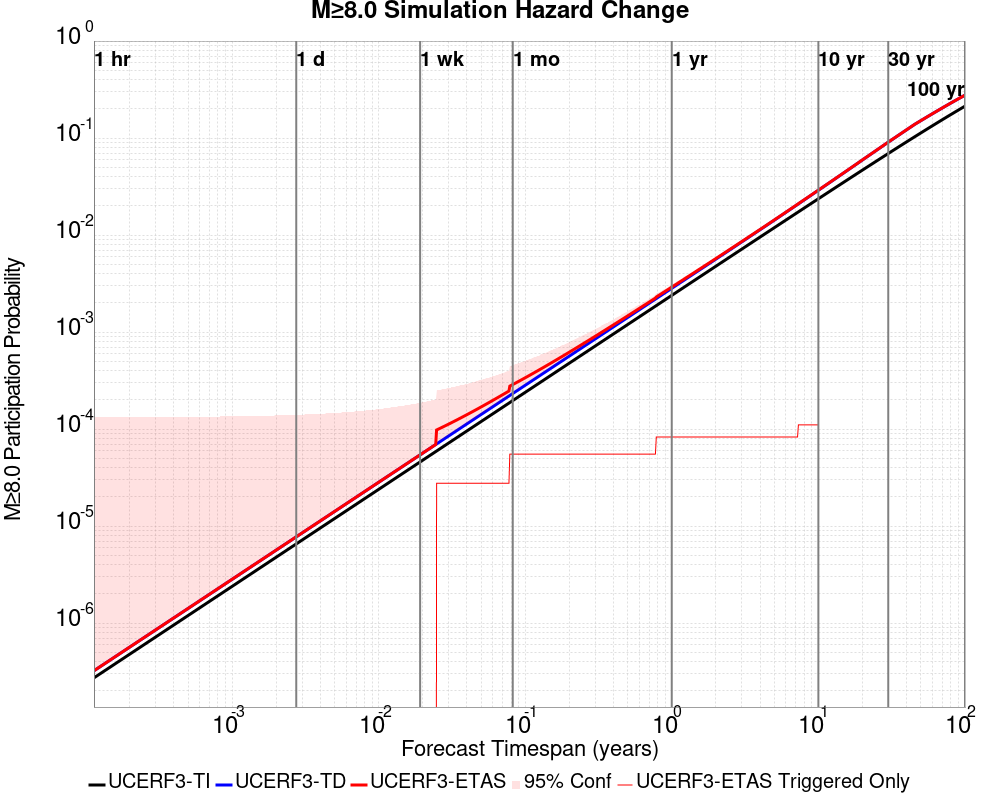 M≥8.0 Simulation Hazard Change
10^0
1 hr
1 d
1 wk
1 mo
1 yr
10 yr
30 yr
100 yr
10^-1
10^-2
10^-3
10^-4
10^-5
10^-6
M≥8.0 Participation Probability
10^-3
10^-2
10^-1
10^0
10^1
10^2
Forecast Timespan (years)
UCERF3-TI
UCERF3-TD
UCERF3-ETAS
95% Conf
UCERF3-ETAS Triggered Only